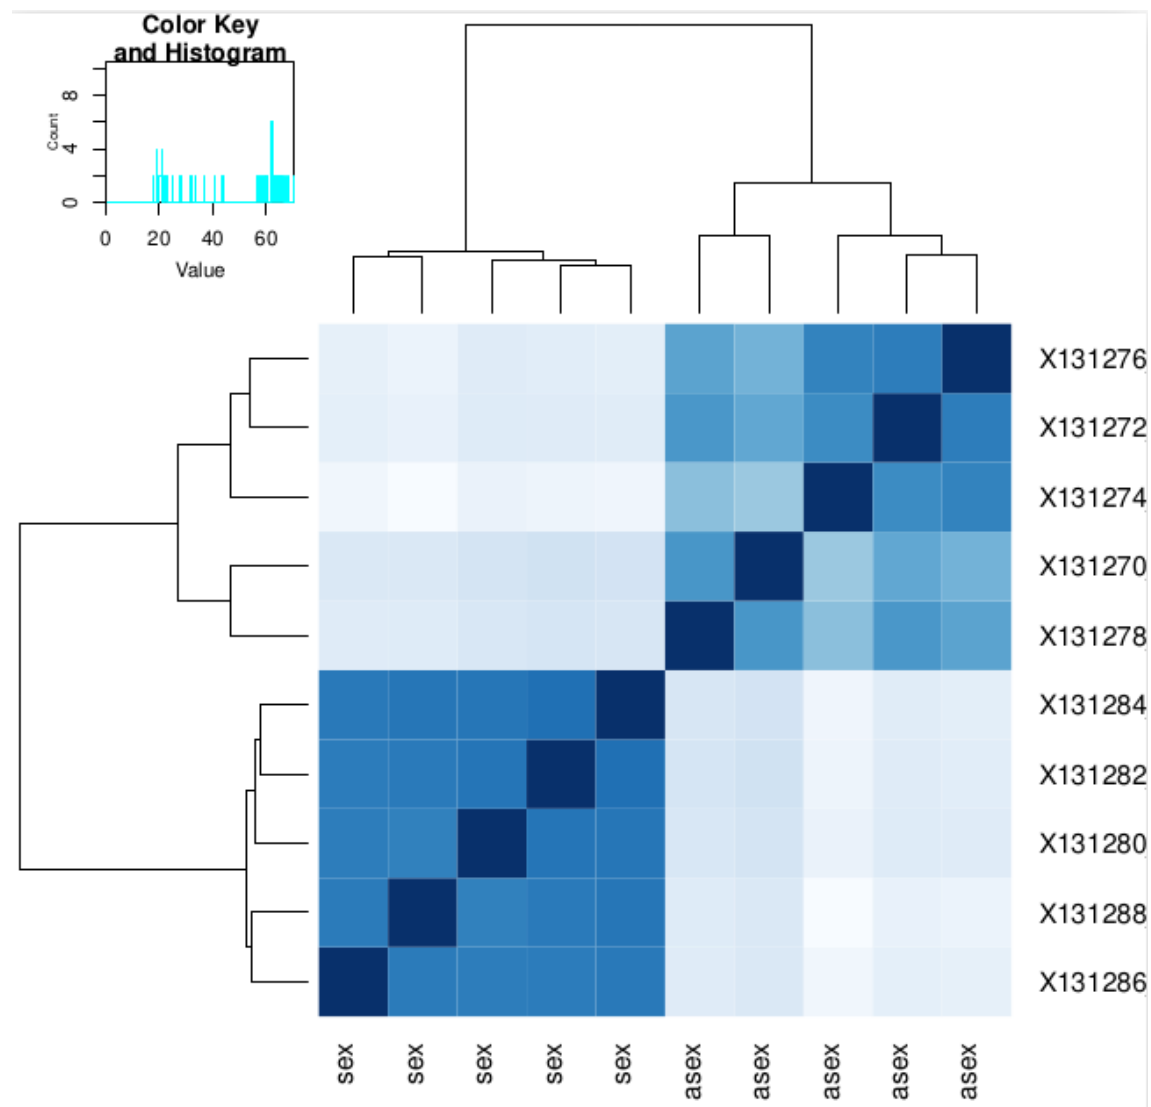 Color Key
and Histogram
Count
0 4 8
0 20 40 60
Value
X131276
X131272
X131274
X131270
X131278
X131284
X131282
X131280
X131288
X131286
sex sex sex sex sex asex asex asex asex asex